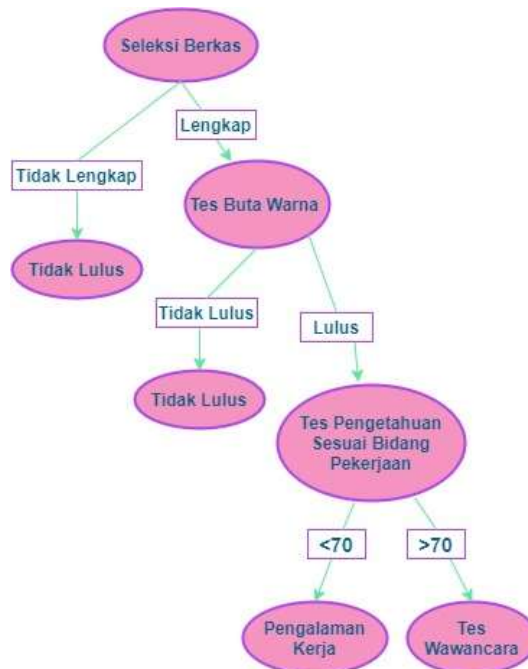 Seleksi Berkas
Lengkap
Tidak Lengkap
Tes Buta Warna
Tidak Lulus
Tidak Lulus
Lulus
Tidak Lulus
Tes Pengetahuan
Sesuai Bidang
Pekerjaan
<70
>70
Pengalaman
Kerja
Tes
Wawancara